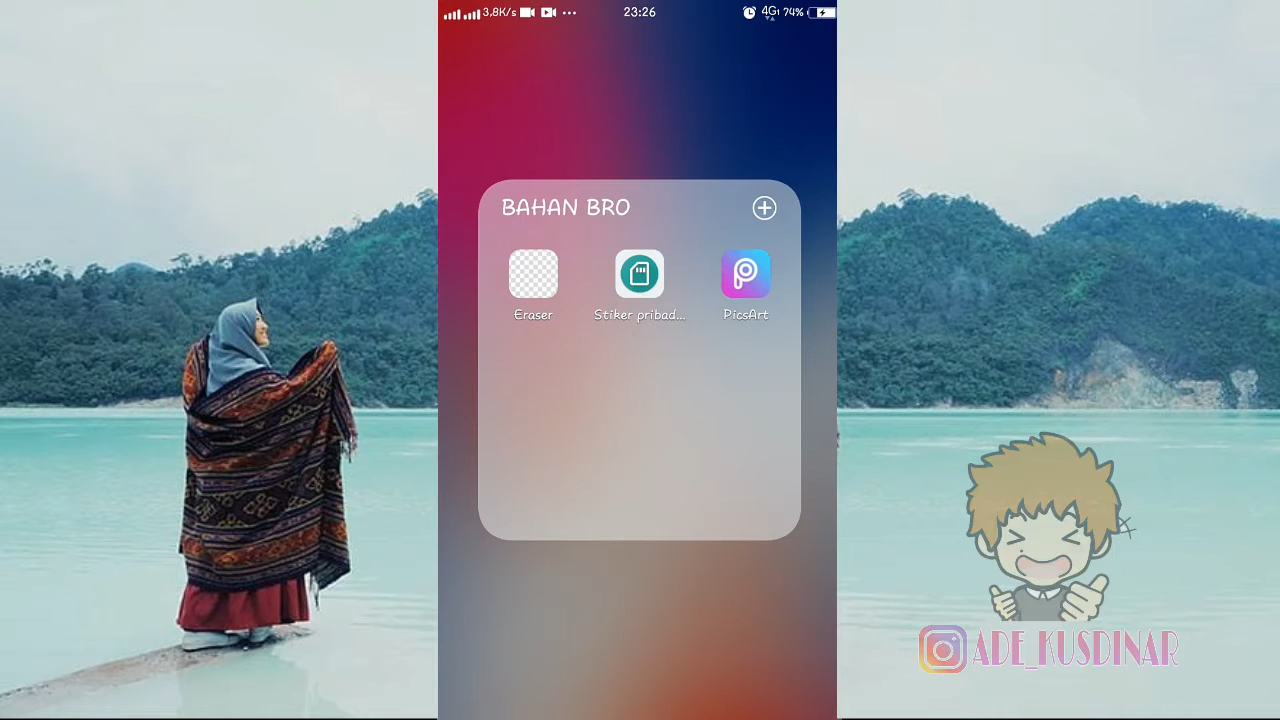 3,8K/s
23:26
4G
74%
BAHAN BRO
Eraser
Stiker pribad...
PicsArt
ADE_KUSDINAR